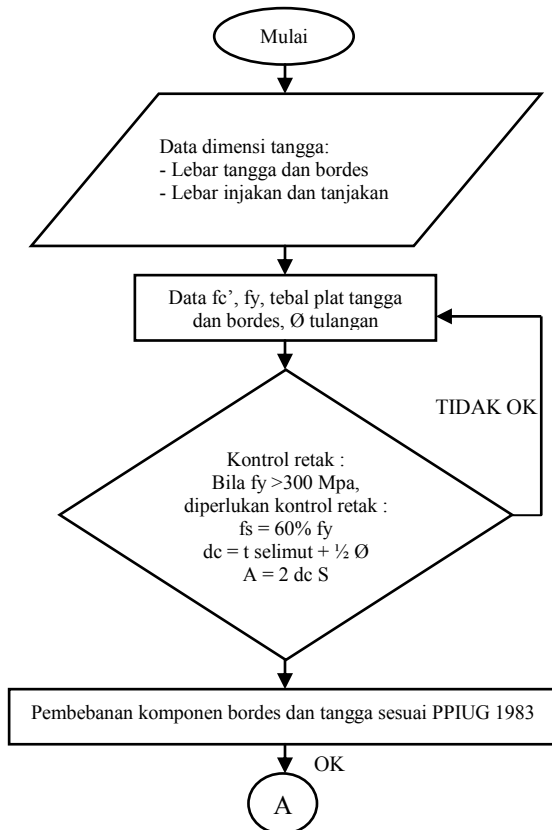 Mulai
Data dimensi tangga:
- Lebar tangga dan bordes
- Lebar injakan dan tanjakan
Data fc’, fy, tebal plat tangga
dan bordes, Ø tulangan
TIDAK OK
Kontrol retak :
Bila fy >300 Mpa,
diperlukan kontrol retak :
fs = 60% fy
dc = t selimut + ½ Ø
A = 2 dc S
Pembebanan komponen bordes dan tangga sesuai PPIUG 1983
OK
A